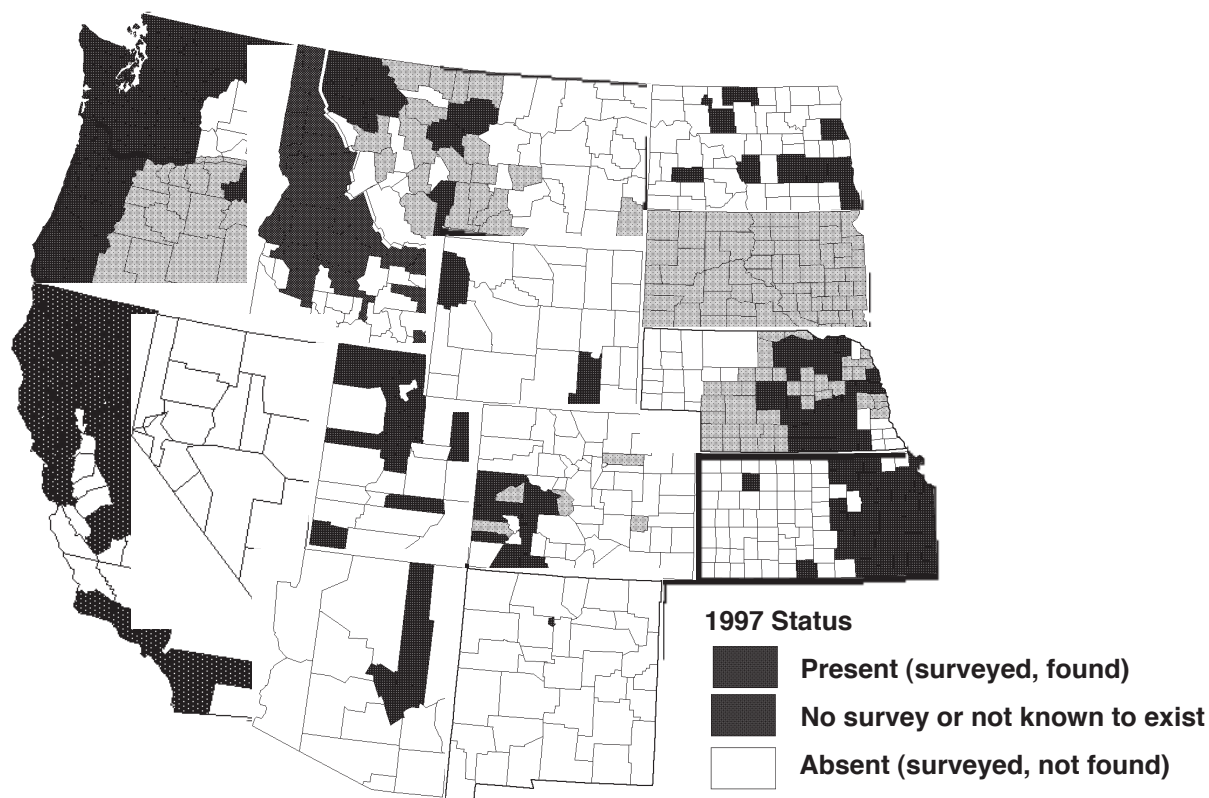 1997 Status
Present (surveyed, found)
No survey or not known to exist
Absent (surveyed, not found)